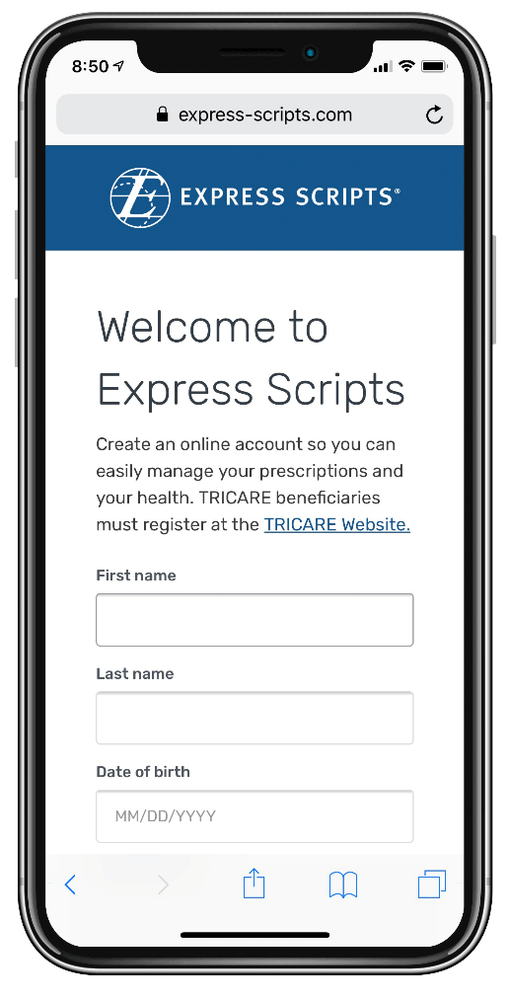 8:50
express-scripts.com
EXPRESS SCRIPTS®
Welcome to
Express Scripts
Create an online account so you can
easily manage your prescriptions and
your health. TRICARE beneficiaries
must register at the TRICARE Website.
First name
Last name
Date of birth
MM/DD/YYYY